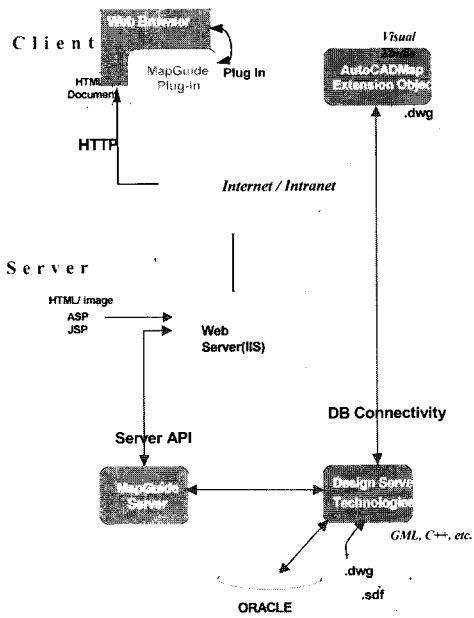 Web Browser
Client
MapGuide
Plug-In
Plug In
HTML
Document
HTTP
Internet / Intranet
Visual
AutoCADMap
Extension Objec
.dwg
Server
HTML/ image
ASP
JSP
Web
Server(IIS)
DB Connectivity
Server API
MapGuide
Server
Design Serve
Technologie
GML, C++, etc.
.dwg
.sdf
ORACLE